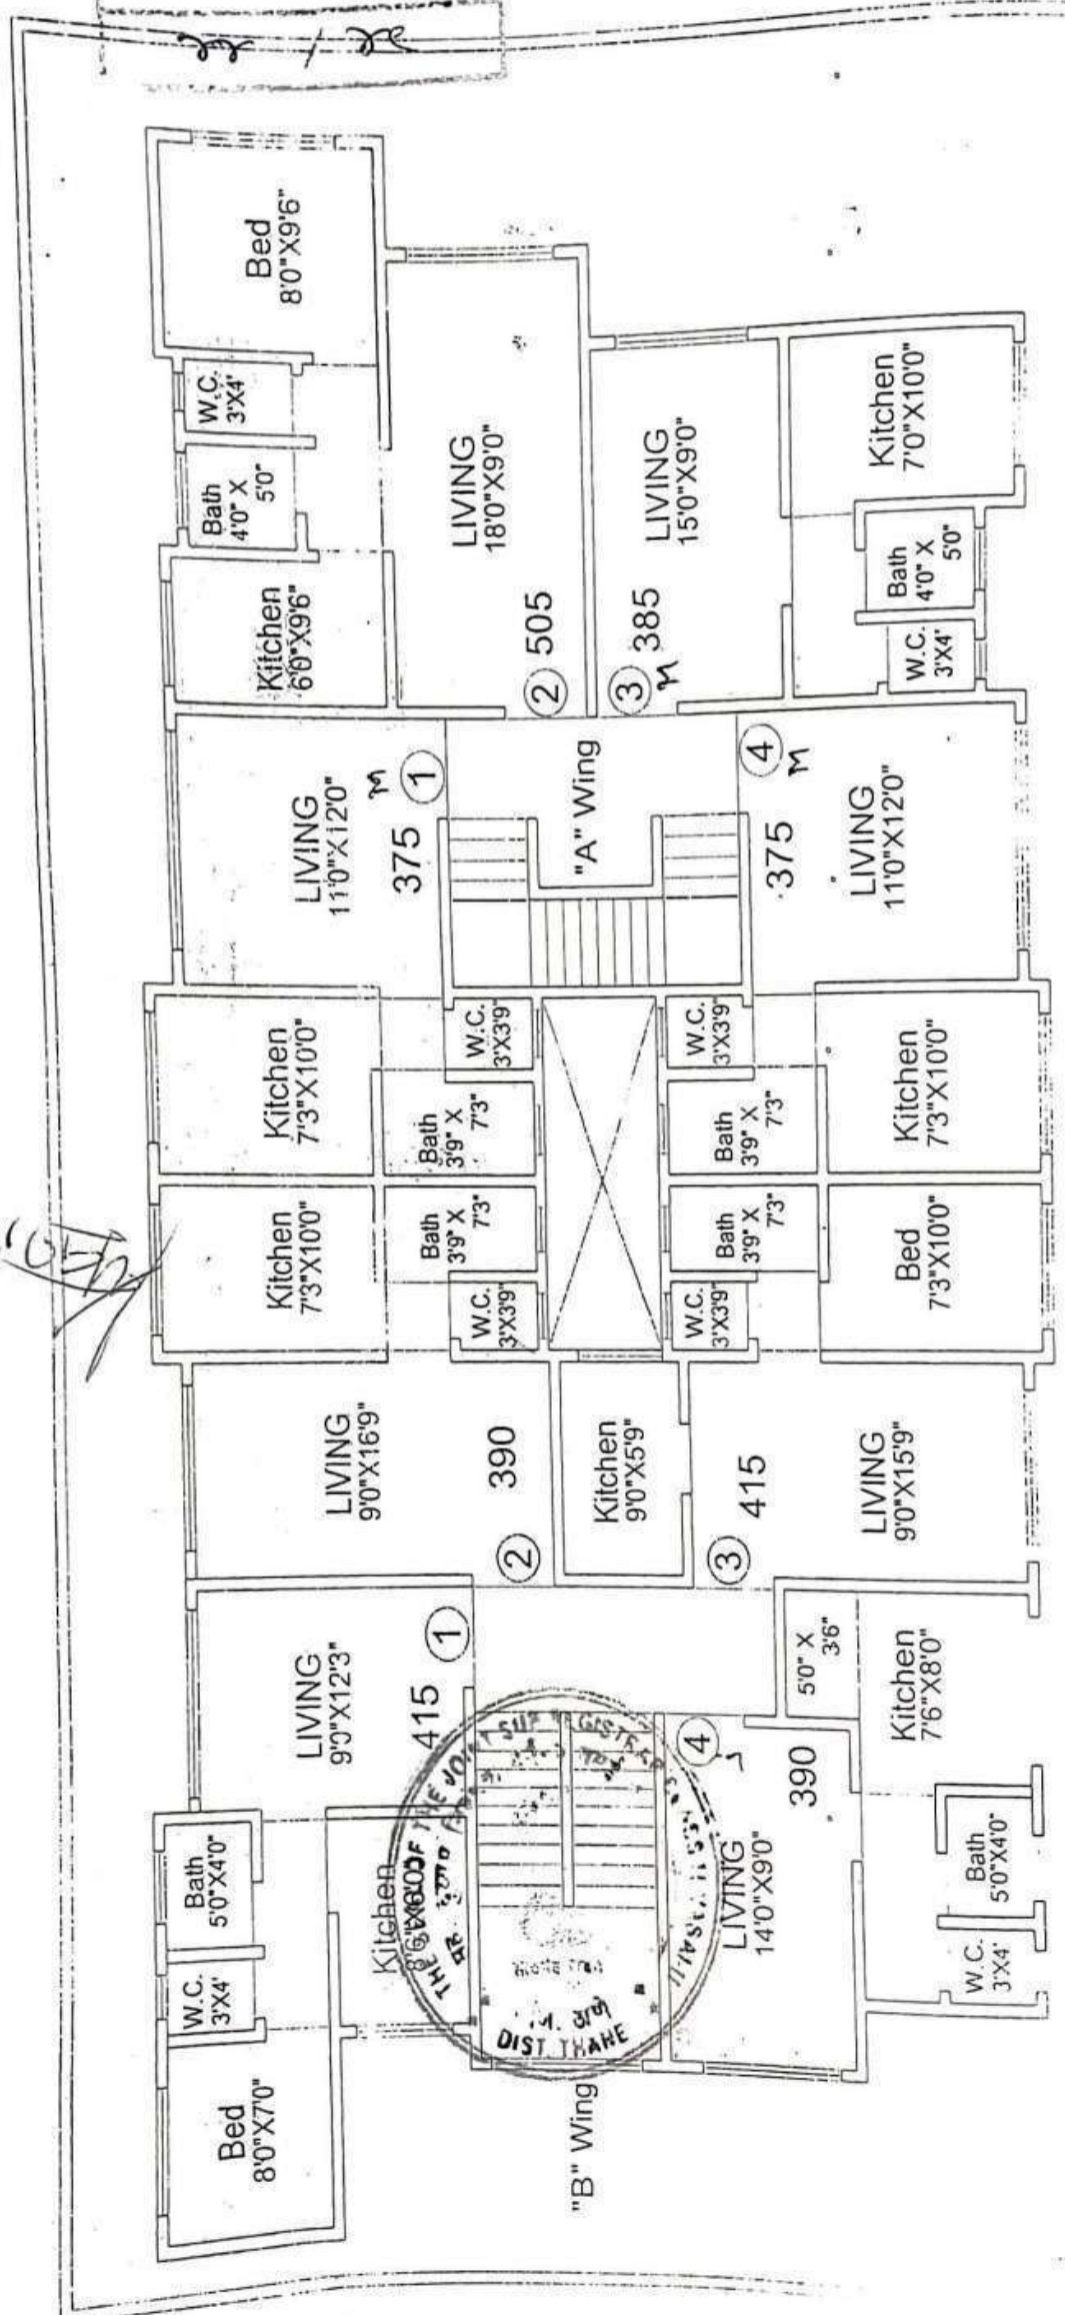 Bed
8'0"X9'6"
W.C.
3'X4'
Bath
4'0" X
5'0"
Kitchen
6'0"X9'6"
LIVING
18'0"X9'0"
2 505
LIVING
15'0"X9'0"
3 385
Kitchen
7'0"X10'0"
Bath
4'0" X
5'0"
W.C.
3'X4'
LIVING
11'0"X12'0"
1
375
"A" Wing
4
375
LIVING
11'0"X12'0"
Kitchen
7'3"X10'0"
W.C.
3'X3'9"
Bath
3'9" X
7'3"
W.C.
3'X3'9"
Bath
3'9" X
7'3"
Kitchen
7'3"X10'0"
Kitchen
7'3"X10'0"
Bath
3'9" X
7'3"
W.C.
3'X3'9"
Bath
3'9" X
7'3"
W.C.
3'X3'9"
Bed
7'3"X10'0"
LIVING
9'0"X16'9"
390
2
Kitchen
9'0"X5'9"
415
3
LIVING
9'0"X15'9"
LIVING
9'0"X12'3"
1
415
5'0" X
3'6"
Kitchen
7'6"X8'0"
4
390
LIVING
14'0"X9'0"
Bath
5'0"X4'0"
W.C.
3'X4'
Bath
5'0"X4'0"
W.C.
3'X4'
Kitchen
Bed
8'0"X7'0"
"B" Wing
THE JOINT SUB REGISTRAR
VASAI-II
DIST. THANE